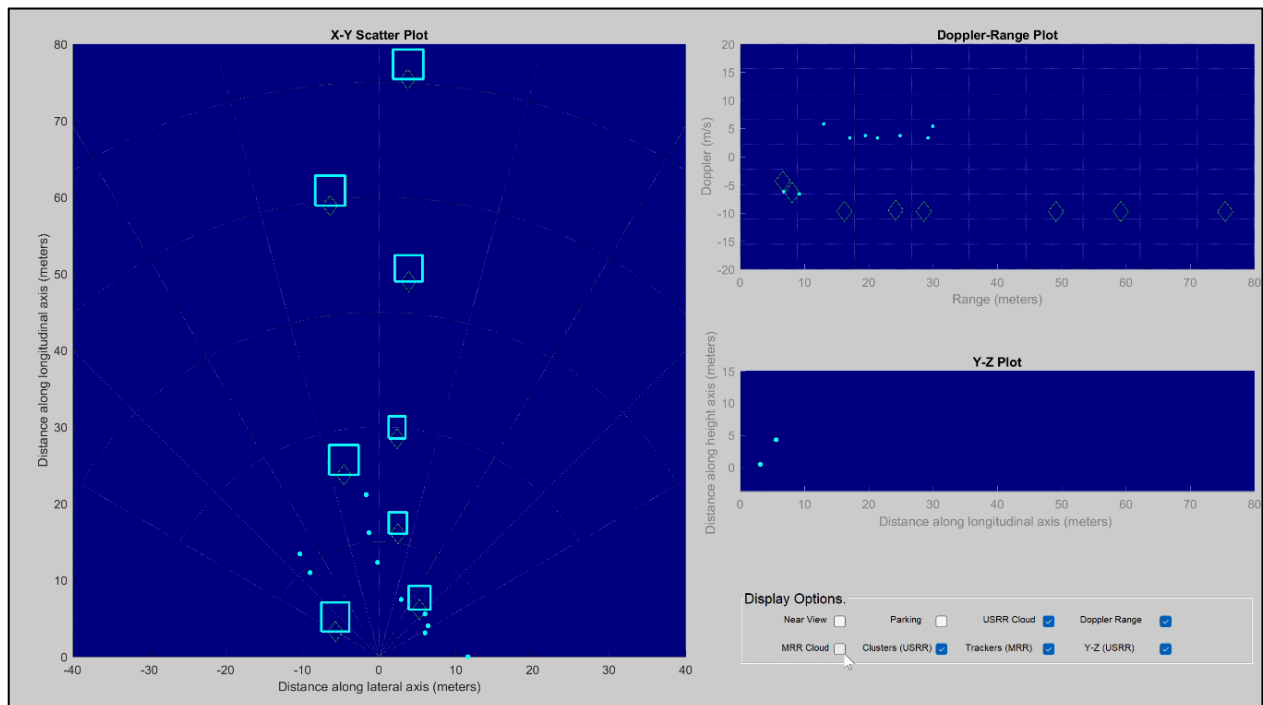 X-Y Scatter Plot
80
70
60
50
40
30
20
10
0
-40 -30 -20 -10 0 10 20 30 40
Distance along lateral axis (meters)
Distance along longitudinal axis (meters)
Doppler-Range Plot
20
15
10
5
0
-5
-10
-15
-20
0 10 20 30 40 50 60 70 80
Range (meters)
Doppler (m/s)
Y-Z Plot
15
10
5
0
0 10 20 30 40 50 60 70 80
Distance along longitudinal axis (meters)
Distance along height axis (meters)
Display Options.
Near View Parking USRR Cloud Doppler Range
MRR Cloud Clusters (USRR) Trackers (MRR) Y-Z (USRR)